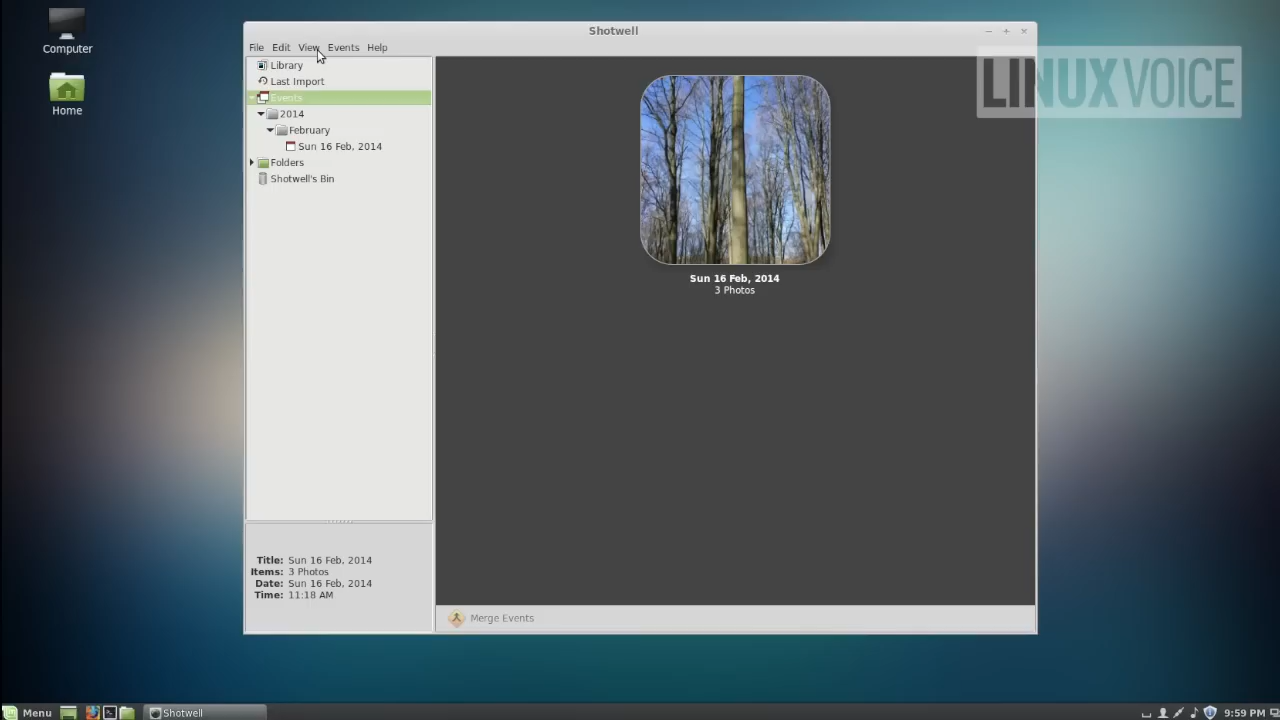 Computer
Home
Shotwell
File Edit View Events Help
Library
Last Import
Events
2014
February
Sun 16 Feb, 2014
Folders
Shotwell's Bin
Sun 16 Feb, 2014
3 Photos
Title: Sun 16 Feb, 2014
Items: 3 Photos
Date: Sun 16 Feb, 2014
Time: 11:18 AM
Merge Events
LINUXVOICE
Menu
Shotwell
9:59 PM